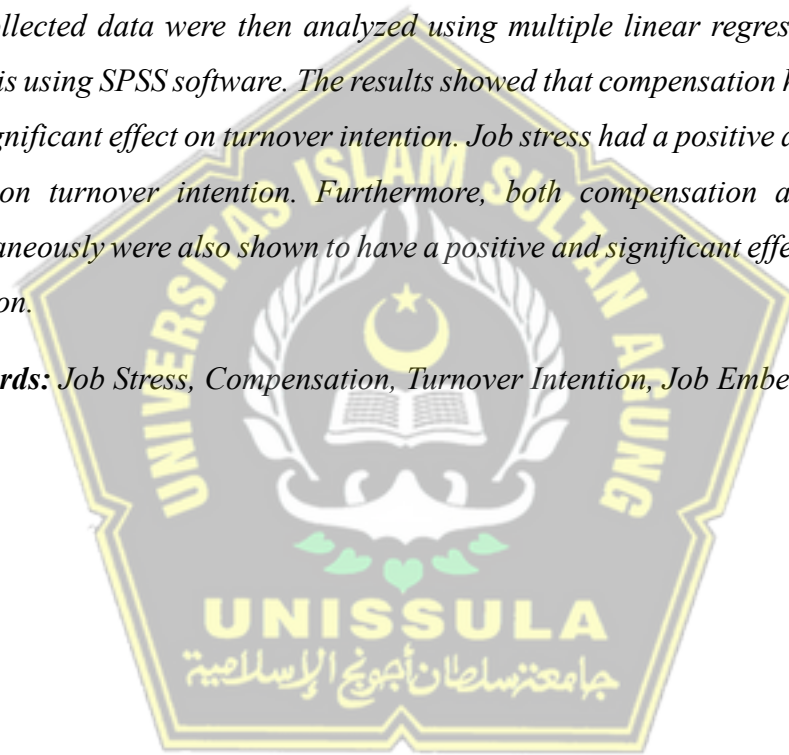 ollected data were then analyzed using multiple linear regres
is using SPSS software. The results showed that compensation h
gnificant effect on turnover intention. Job stress had a positive a
on turnover intention. Furthermore, both compensation a
aneously were also shown to have a positive and significant effe
on.
rds: Job Stress, Compensation, Turnover Intention, Job Embe
UNIVERSITAS ISLAM SULTAN AGUNG
UNISSULA
جامعة سلطان أجونج الإسلامية